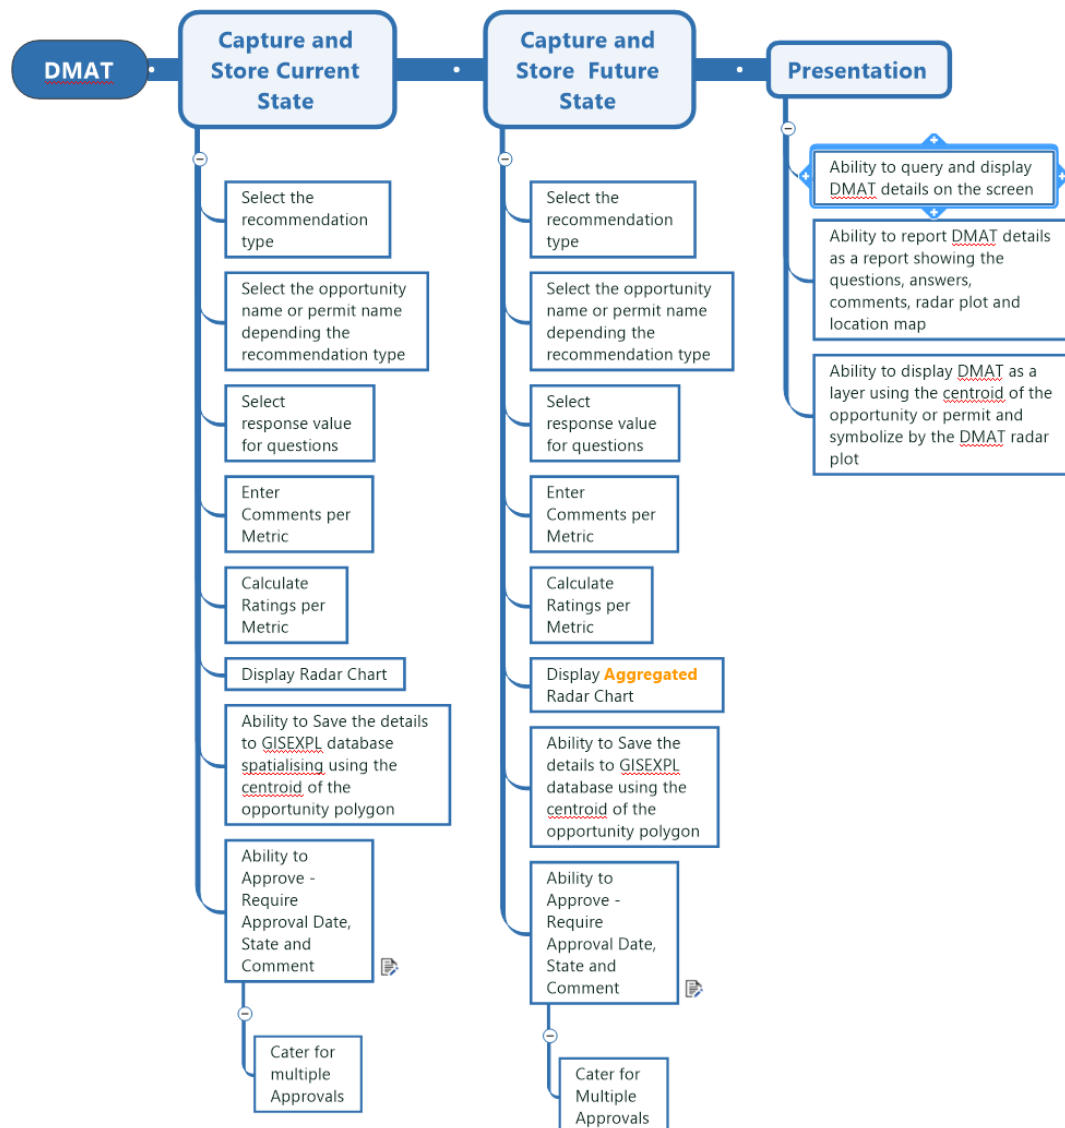 DMAT
Capture and
Store Current
State
Select the
recommendation
type
Select the opportunity
name or permit name
depending the
recommendation type
Select
response value
for questions
Enter
Comments per
Metric
Calculate
Ratings per
Metric
Display Radar Chart
Ability to Save the details
to GISEXPL database
spatialising using the
centroid of the
opportunity polygon
Ability to
Approve -
Require
Approval Date,
State and
Comment
Cater for
multiple
Approvals
Capture and
Store  Future
State
Select the
recommendation
type
Select the opportunity
name or permit name
depending the
recommendation type
Select
response value
for questions
Enter
Comments per
Metric
Calculate
Ratings per
Metric
Display Aggregated
Radar Chart
Ability to Save the
details to GISEXPL
database using the
centroid of the
opportunity polygon
Ability to
Approve -
Require
Approval Date,
State and
Comment
Cater for
Multiple
Approvals
Presentation
Ability to query and display
DMAT details on the screen
Ability to report DMAT details
as a report showing the
questions, answers,
comments, radar plot and
location map
Ability to display DMAT as a
layer using the centroid of the
opportunity or permit and
symbolize by the DMAT radar
plot